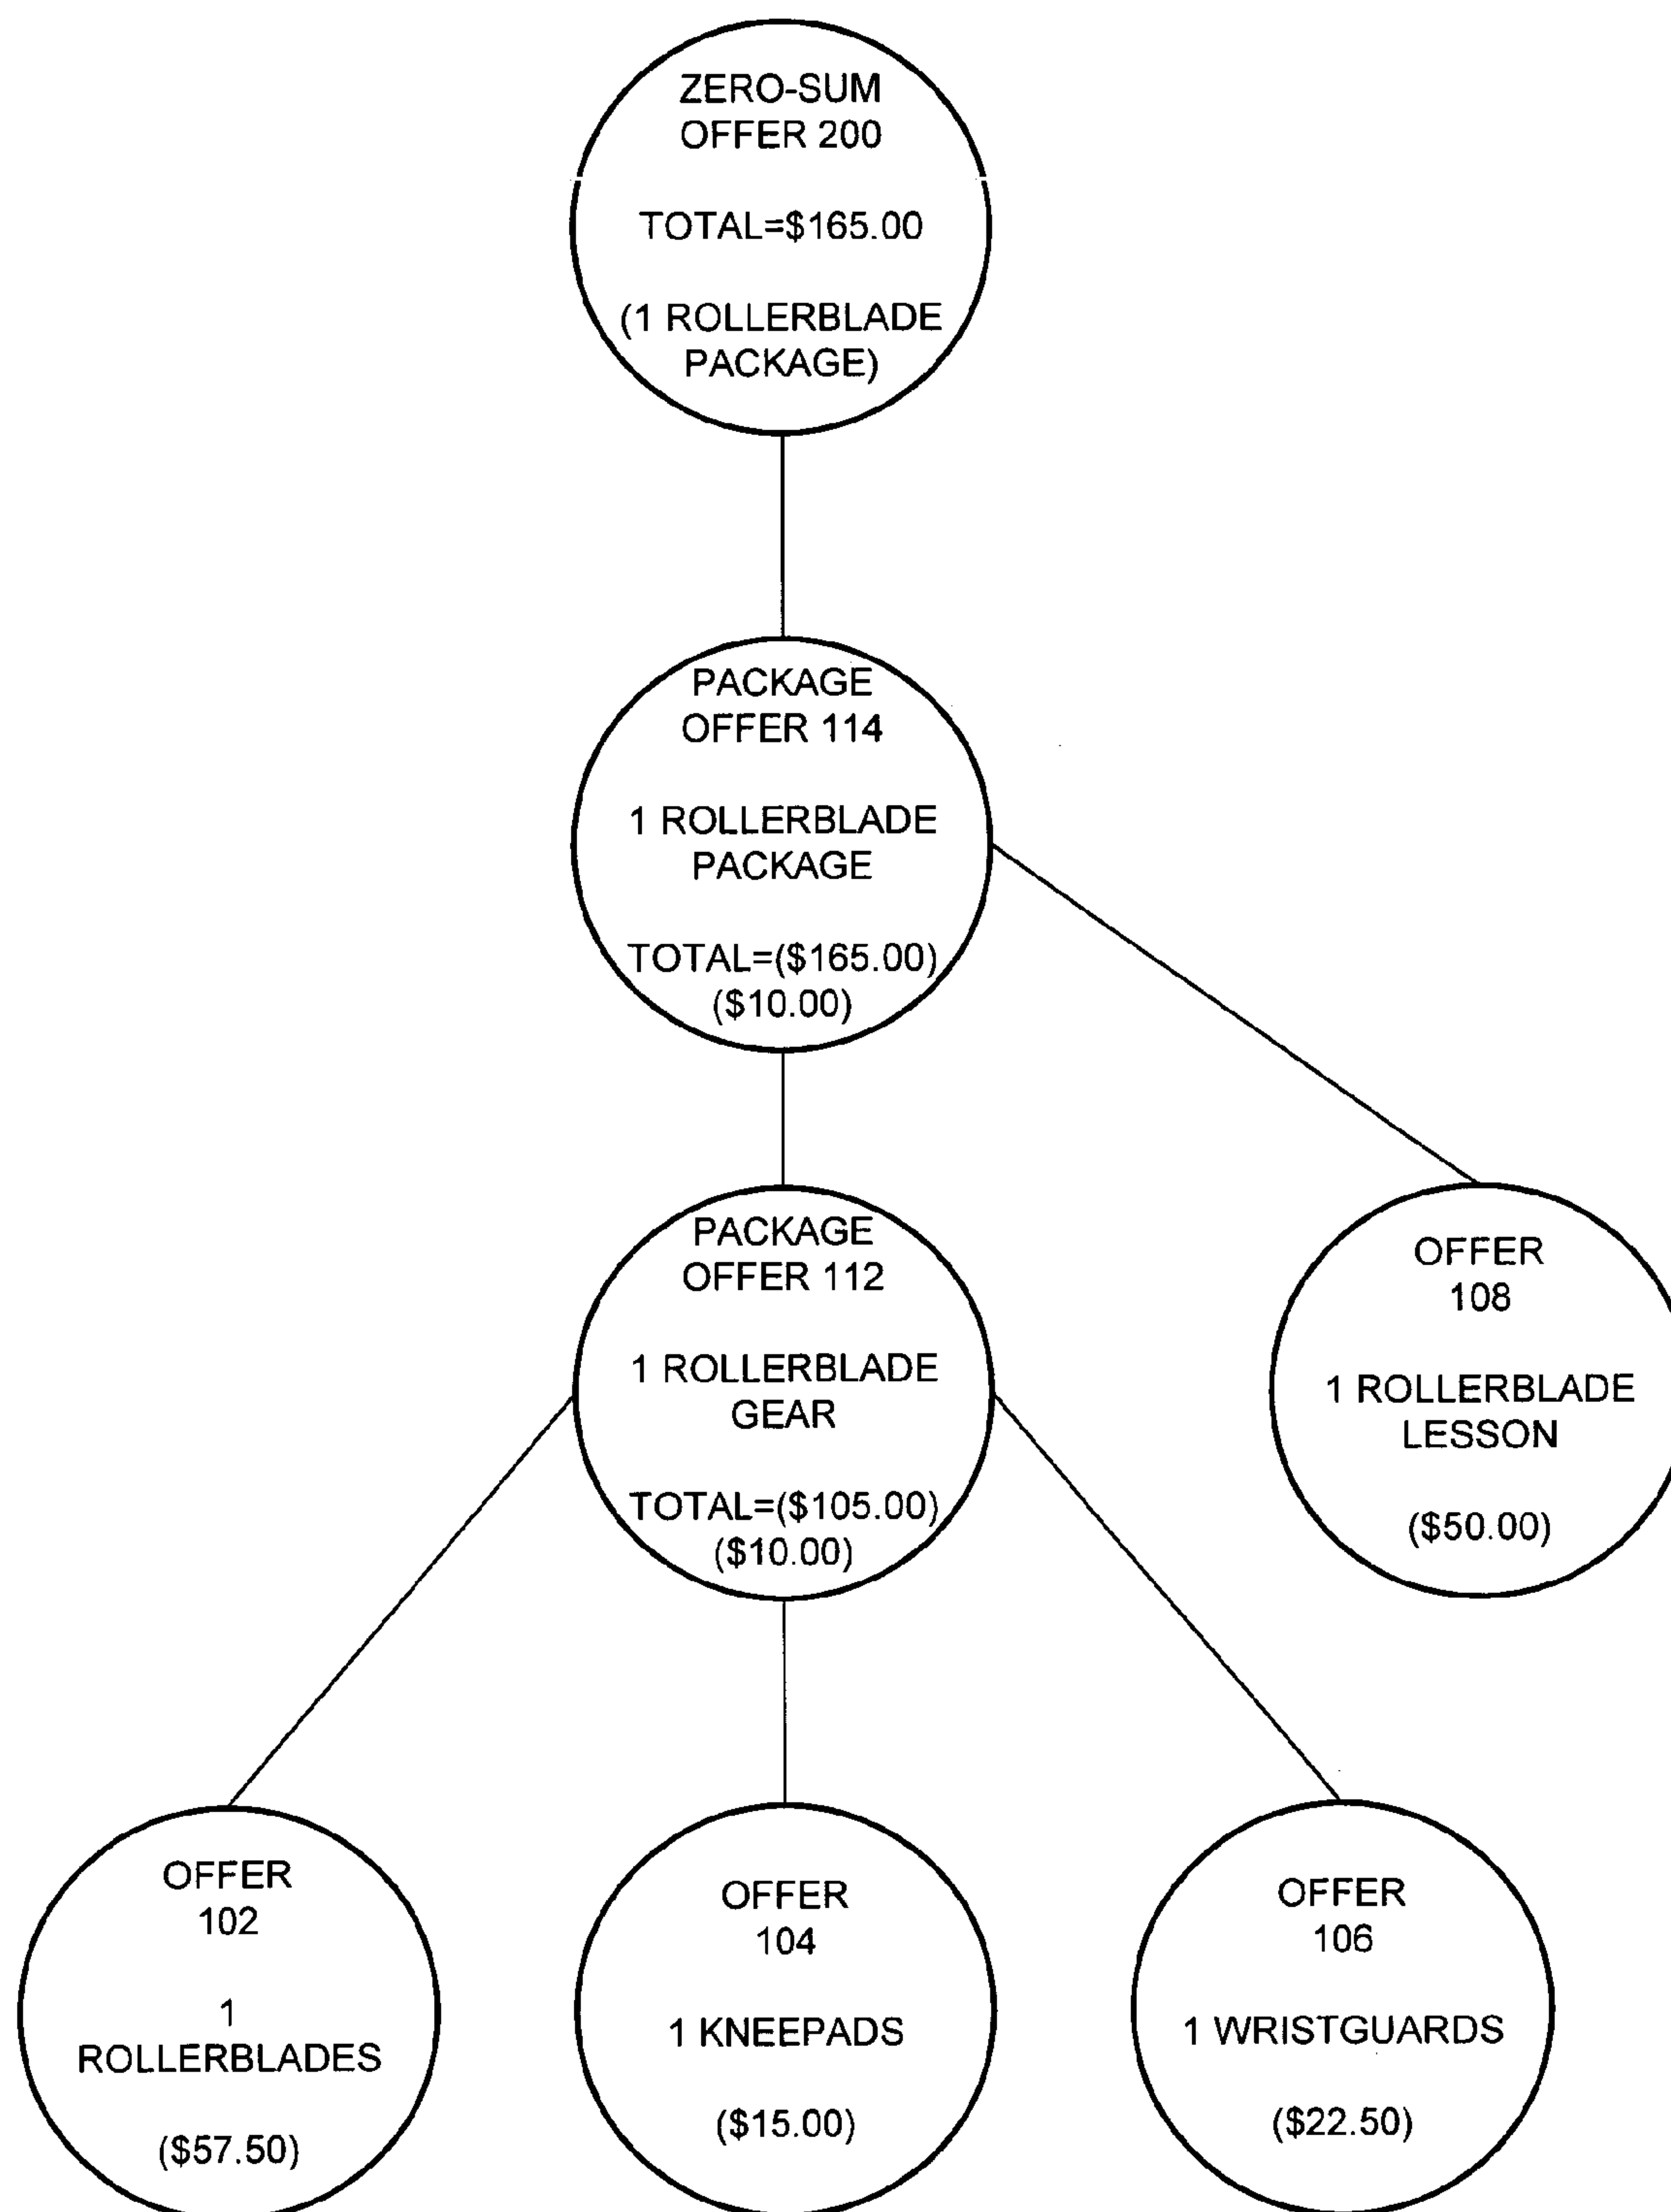 ZERO-SUM
OFFER 200
TOTAL=$165.00
(1 ROLLERBLADE
PACKAGE)
PACKAGE
OFFER 114
1 ROLLERBLADE
PACKAGE
TOTAL=($165.00)
($10.00)
PACKAGE
OFFER 112
1 ROLLERBLADE
GEAR
TOTAL=($105.00)
($10.00)
OFFER
108
1 ROLLERBLADE
LESSON
($50.00)
OFFER
102
1
ROLLERBLADES
($57.50)
OFFER
104
1 KNEEPADS
($15.00)
OFFER
106
1 WRISTGUARDS
($22.50)